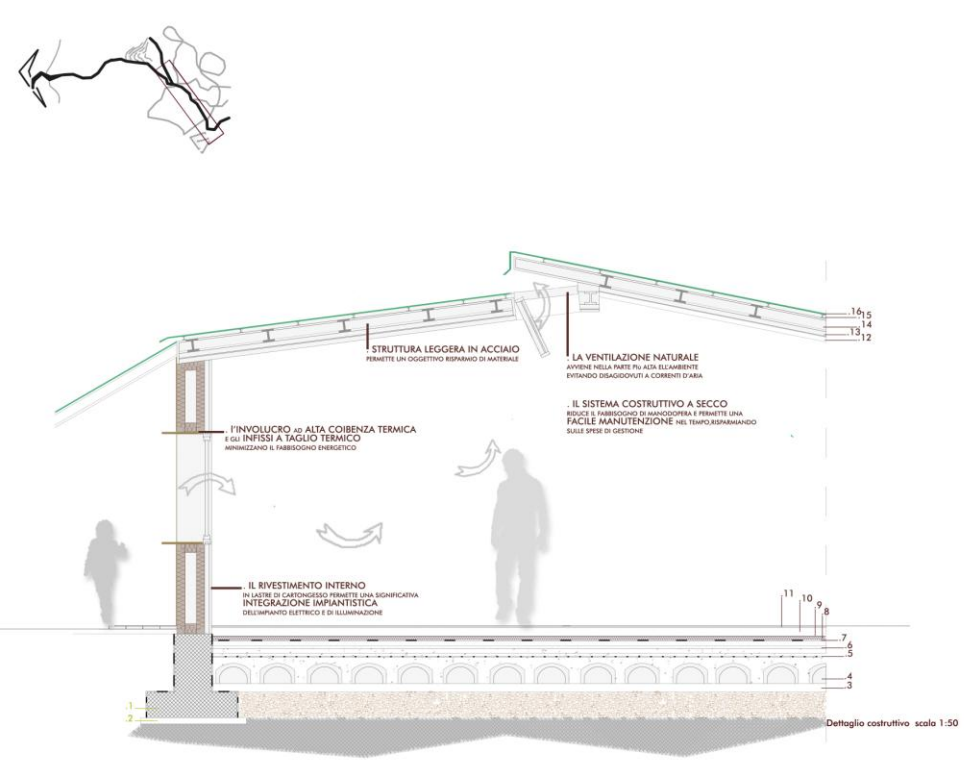 .16
.15
.14
.13
.12
. STRUTTURA LEGGERA IN ACCIAIO
PERMETTE UN OGGETTIVO RISPARMIO DI MATERIALE
. LA VENTILAZIONE NATURALE
AVVIENE NELLA PARTE PIù ALTA ELL'AMBIENTE
EVITANDO DISAGIDOVUTI A CORRENTI D'ARIA
. IL SISTEMA COSTRUTTIVO A SECCO
RIDUCE IL FABBISOGNO DI MANODOPERA E PERMETTE UNA
FACILE MANUTENZIONE NEL TEMPO,RISPARMIANDO
SULLE SPESE DI GESTIONE
. l'INVOLUCRO AD ALTA COIBENZA TERMICA
E GLI INFISSI A TAGLIO TERMICO
MINIMIZZANO IL FABBISOGNO ENERGETICO
. IL RIVESTIMENTO INTERNO
IN LASTRE DI CARTONGESSO PERMETTE UNA SIGNIFICATIVA
INTEGRAZIONE IMPIANTISTICA
DELL'IMPIANTO ELETTRICO E DI ILLUMINAZIONE
.11
.10
.9
.8
.7
.6
.5
.4
.3
.1
.2
Dettaglio costruttivo scala 1:50